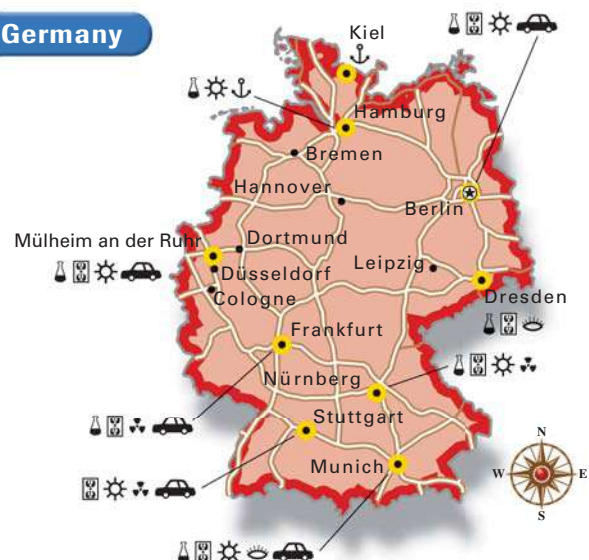 Germany
Kiel
Hamburg
Bremen
Hannover
Berlin
Mülheim an der Ruhr
Dortmund
Düsseldorf
Leipzig
Cologne
Dresden
Frankfurt
Nürnberg
Stuttgart
Munich
N
W E
S